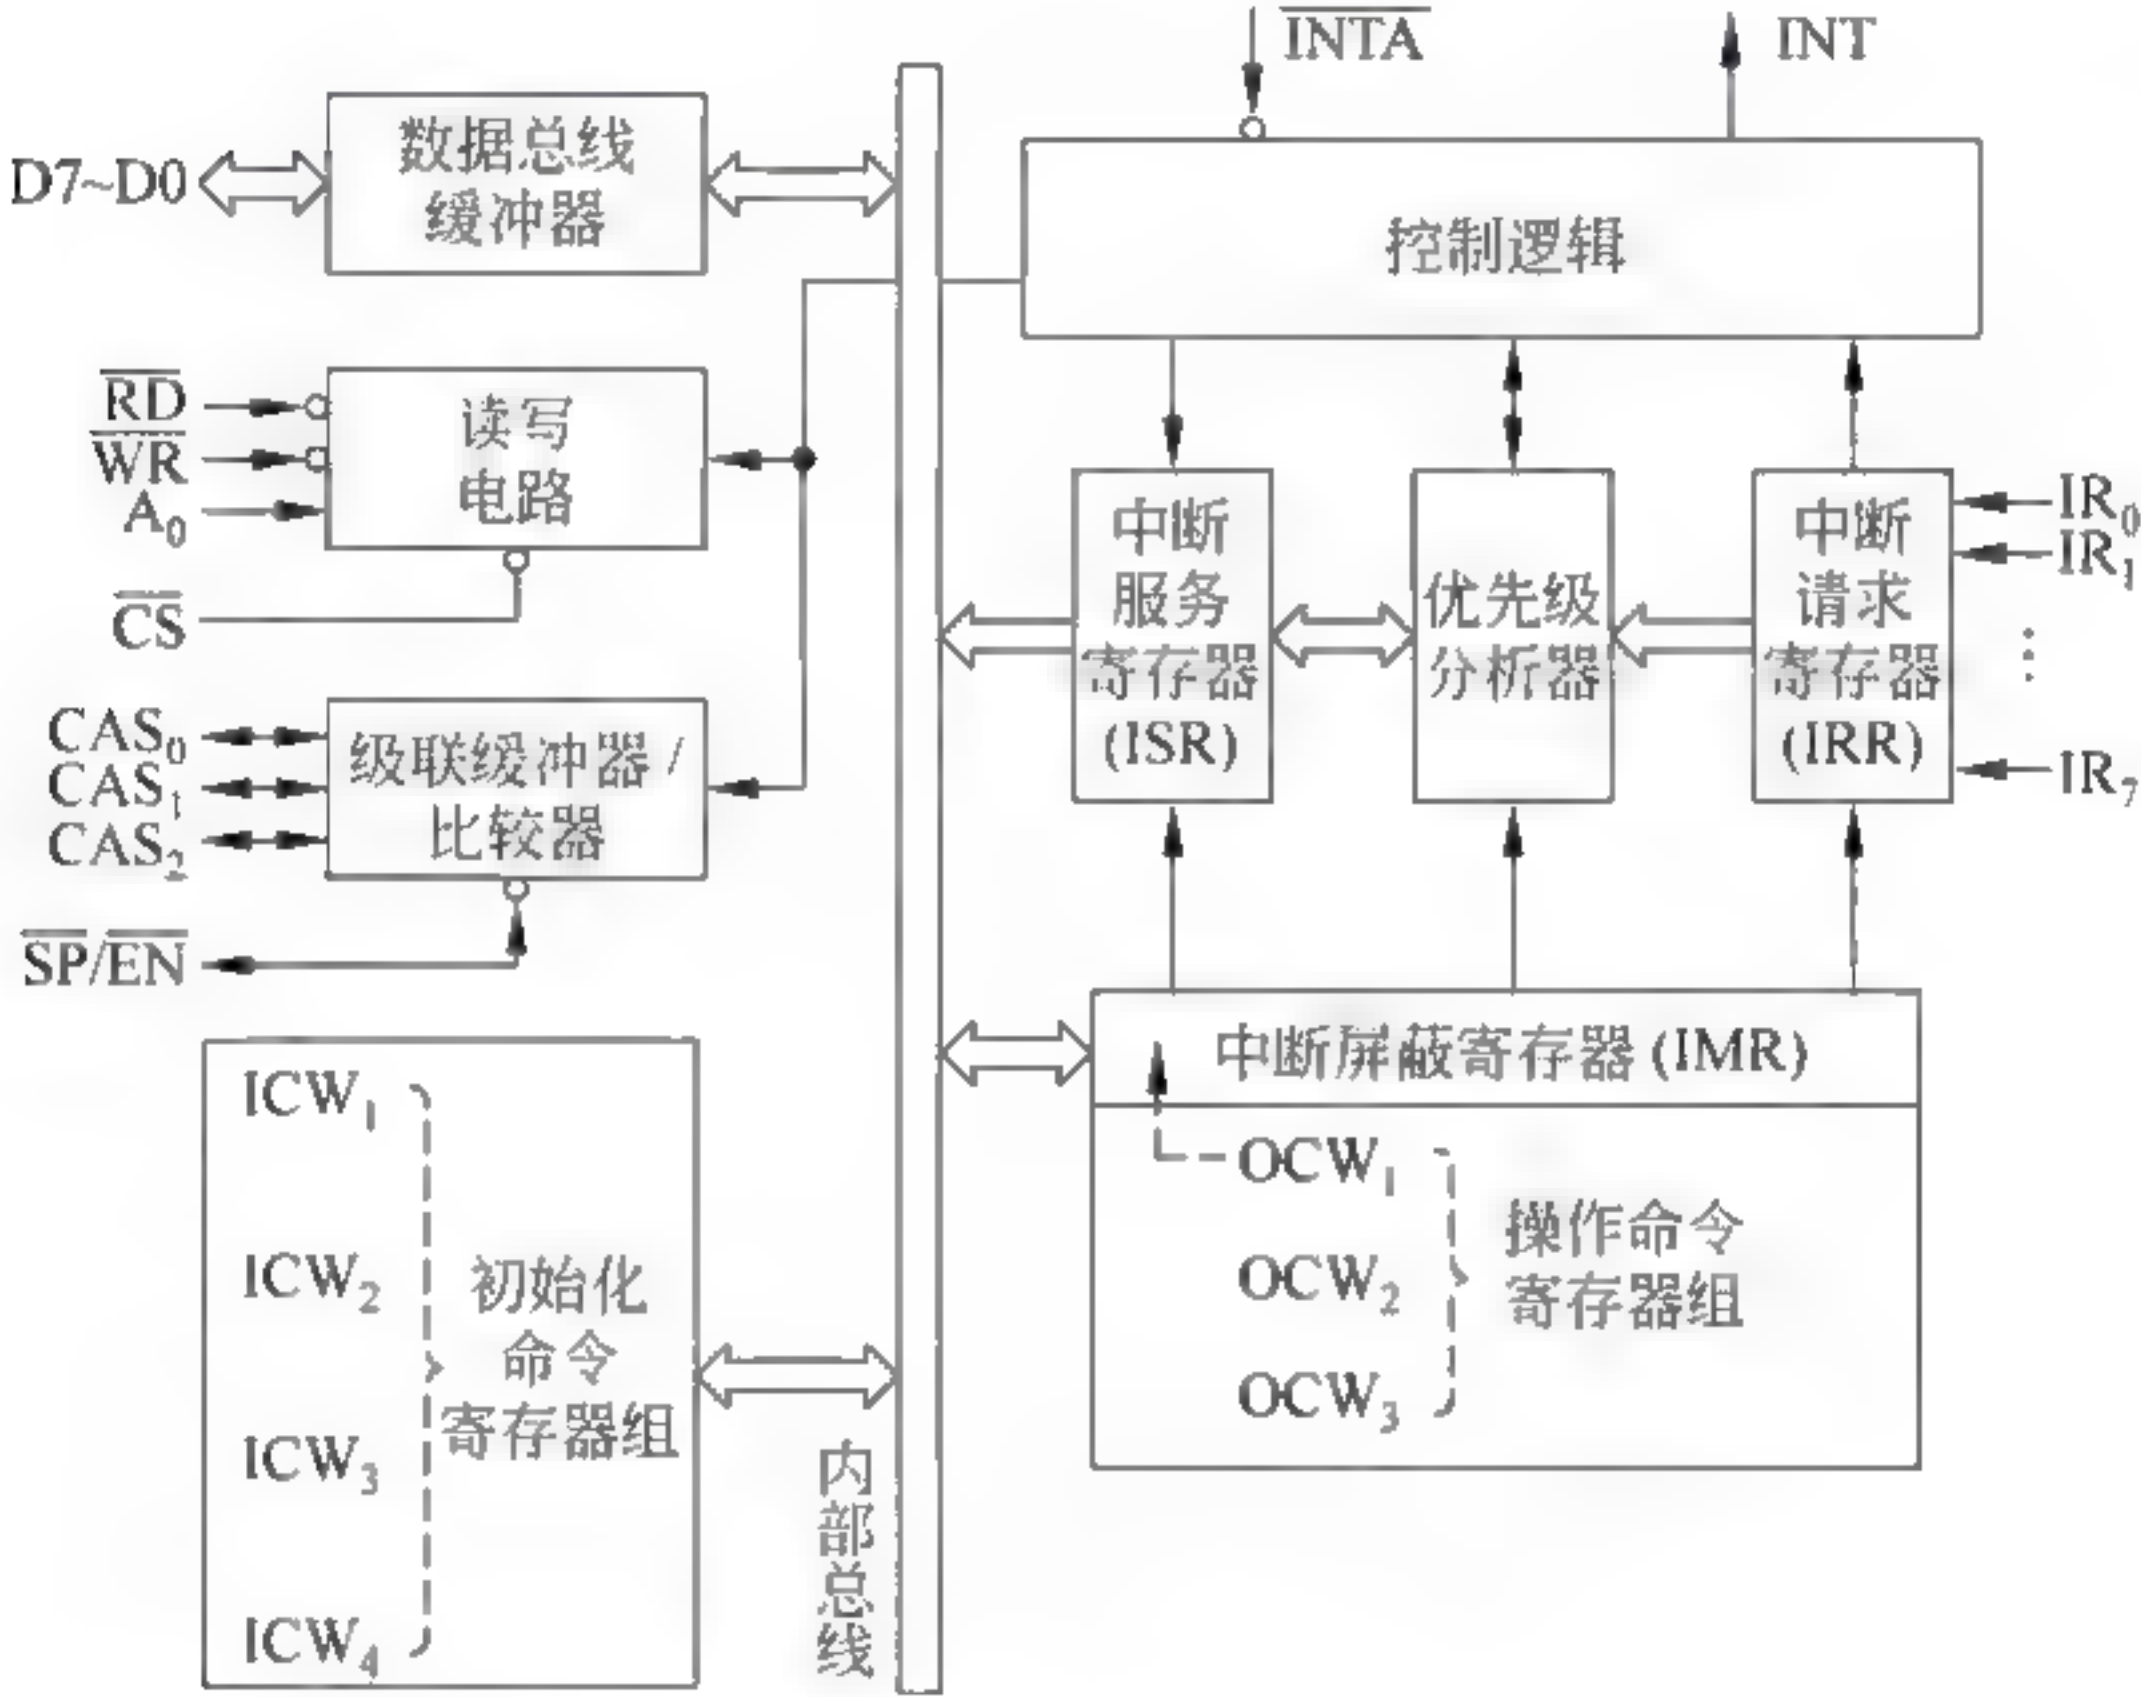 INTA
INT
D7~D0
数据总线
缓冲器
控制逻辑
RD
WR
A0
CS
读写
电路
CAS0
CAS1
CAS2
级联缓冲器/
比较器
SP/EN
中断
服务
寄存器
(ISR)
优先级
分析器
中断
请求
寄存器
(IRR)
IR0
IR1
⋮
IR7
中断屏蔽寄存器(IMR)
OCW1
OCW2
OCW3
操作命令
寄存器组
ICW1
ICW2
ICW3
ICW4
初始化
命令
寄存器组
内部总线